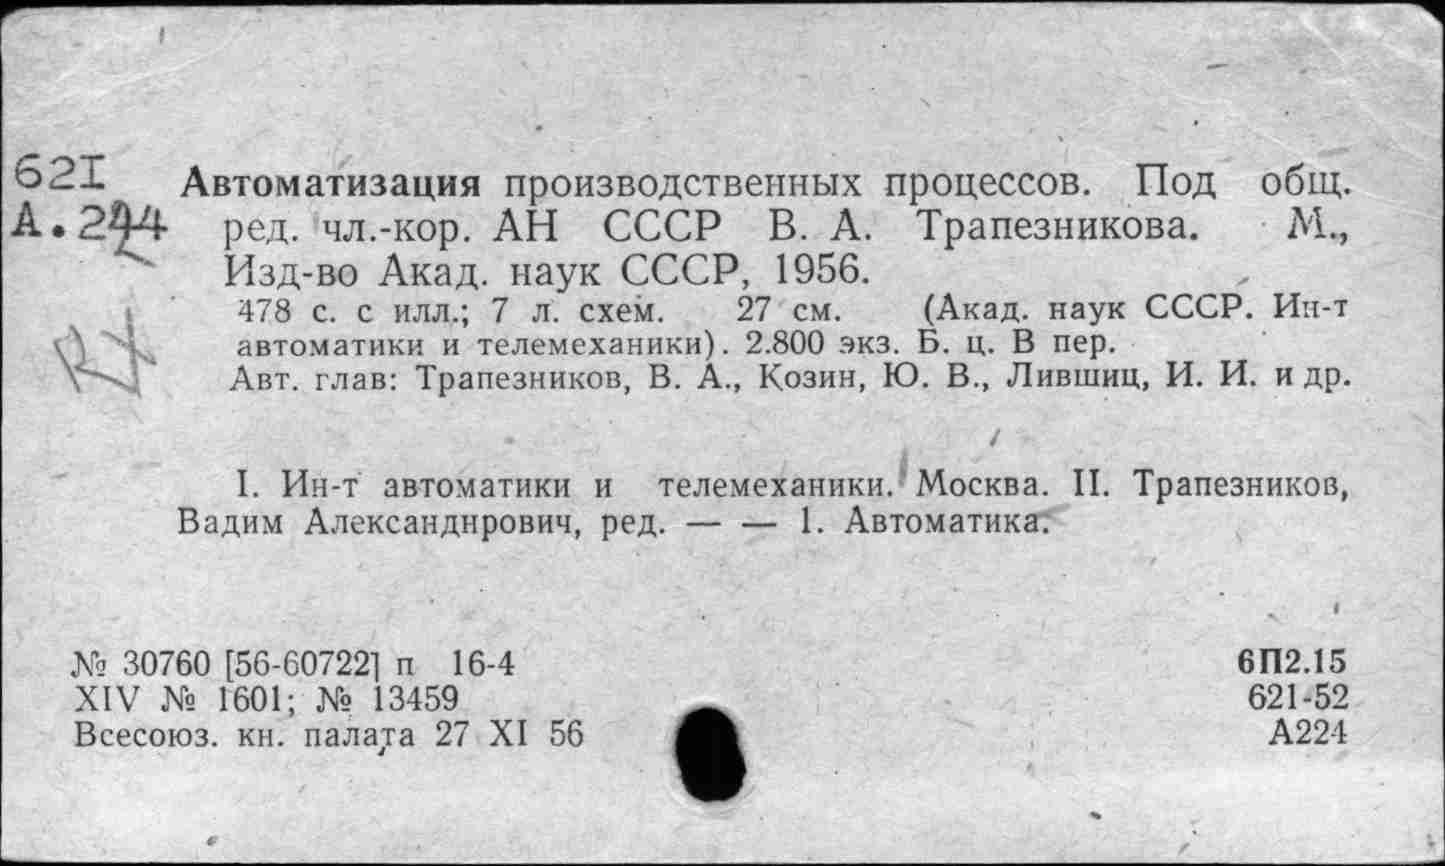 621
А.244
Автоматизация производственных процессов. Под общ.
ред. чл.-кор. АН СССР В. А. Трапезникова. М.,
Изд-во Акад. наук СССР, 1956.
478 с. с илл.; 7 л. схем. 27 см. (Акад. наук СССР. Ин-т
автоматики и телемеханики). 2.800 экз. Б. ц. В пер.
Авт. глав: Трапезников, В. А., Козин, Ю. В., Лившиц, И. И. и др.
I. Ин-т автоматики и телемеханики. Москва. II. Трапезников,
Вадим Александнрович, ред. — — 1. Автоматика.
№ 30760 [56-60722] п 16-4
XIV № 1601; № 13459
Всесоюз. кн. палата 27 XI 56
6П2.15
621-52
А224